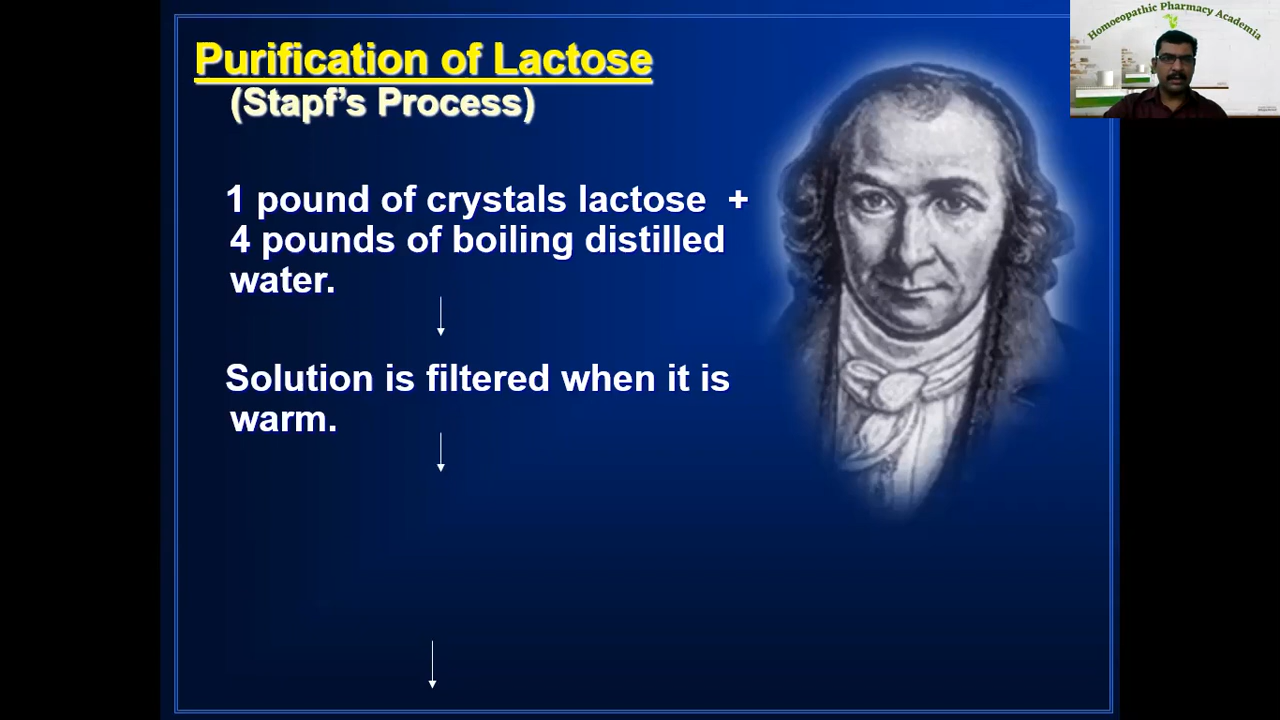 Homoeopathic Pharmacy Academia
Purification of Lactose
(Stapf’s Process)
1 pound of crystals lactose +
4 pounds of boiling distilled
water.
Solution is filtered when it is
warm.